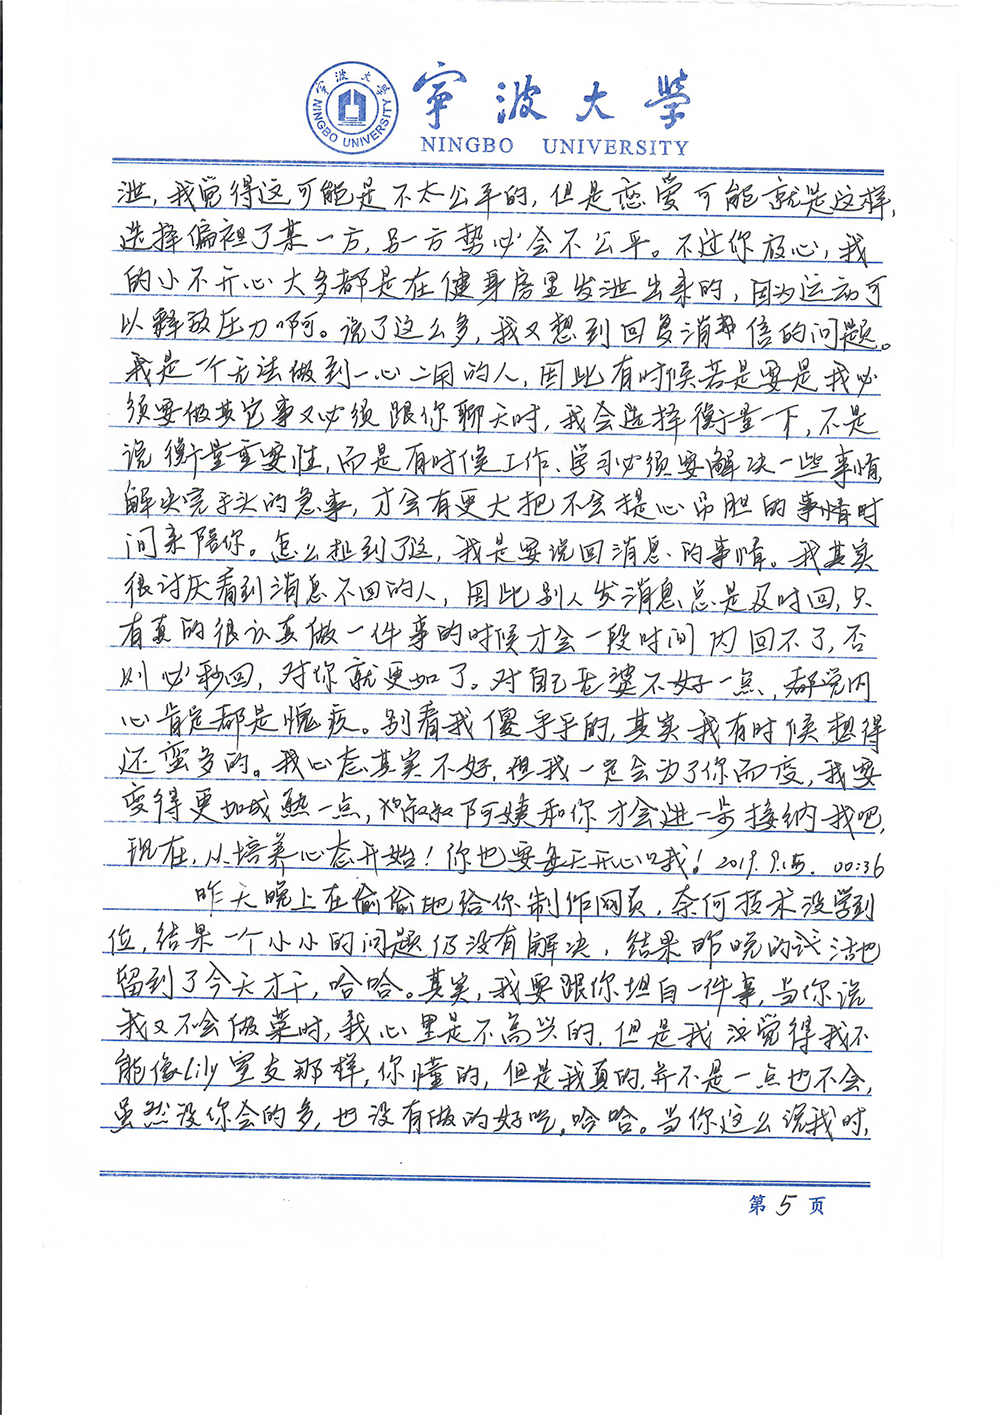 宁波大学
NINGBO UNIVERSITY
宁波大学
NINGBO UNIVERSITY
泄,我觉得这可能是不太公平的,但是恋爱可能就是这样,
选择偏袒了某一方,另一方势必会不公平。不过你放心,我
的小不开心大多都是在健身房里发泄出来的,因为运动可
以释放压力啊。说了这么多,我又想到回复消息的问题。
我是一个无法做到一心二用的人,因此有时候若是要是我必
须要做其它事又必须跟你聊天时,我会选择衡量一下,不是
说衡量重要性,而是有时候工作、学习必须要解决一些事情,
解决完手头的急事,才会有更大把不会提心吊胆的事情时
间来陪你。怎么扯到了这,我是要说回消息的事情。我其实
很讨厌看到消息不回的人,因此别人发消息总是及时回,只
有真的很认真做一件事的时候才会一段时间内回不了,否
则必秒回,对你就更如了。对自己老婆不好一点,都觉内
心肯定都是愧疚。别看我傻乎乎的,其实我有时候想得
还蛮多的。我心态其实不好,但我一定会为了你而变,我要
变得更加成熟一点,叔叔阿姨和你才会进一步接纳我吧,
现在,从培养心态开始!你也要每天开心哦!2019.9.15. 00:36
昨天晚上在偷偷地给你制作网页,奈何技术没学到
位,结果一个小小的问题仍没有解决,结果昨晚的该活也
留到了今天才干,哈哈。其实,我要跟你坦白一件事,当你说
我又不会做菜时,我心里是不高兴的,但是我没觉得我不
能像Lily室友那样,你懂的,但是我真的,并不是一点也不会,
虽然没你会的多,也没有做的好吃,哈哈。当你这么说我时,
第 5 页